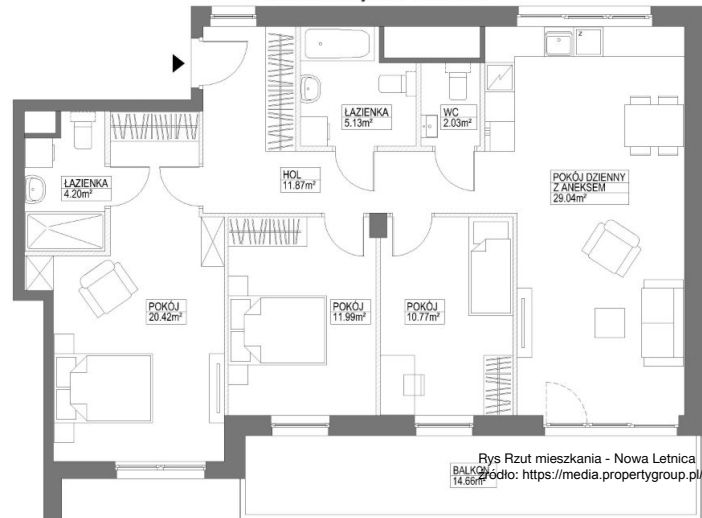 ŁAZIENKA
5.13m²
WC
2.03m²
Z
ŁAZIENKA
4.20m²
HOL
11.87m²
POKÓJ DZIENNY
Z ANEKSEM
29.04m²
POKÓJ
20.42m²
POKÓJ
11.99m²
POKÓJ
10.77m²
Rys Rzut mieszkania - Nowa Letnica
źródło: https://media.propertygroup.pl/
BALKON
14.66m²